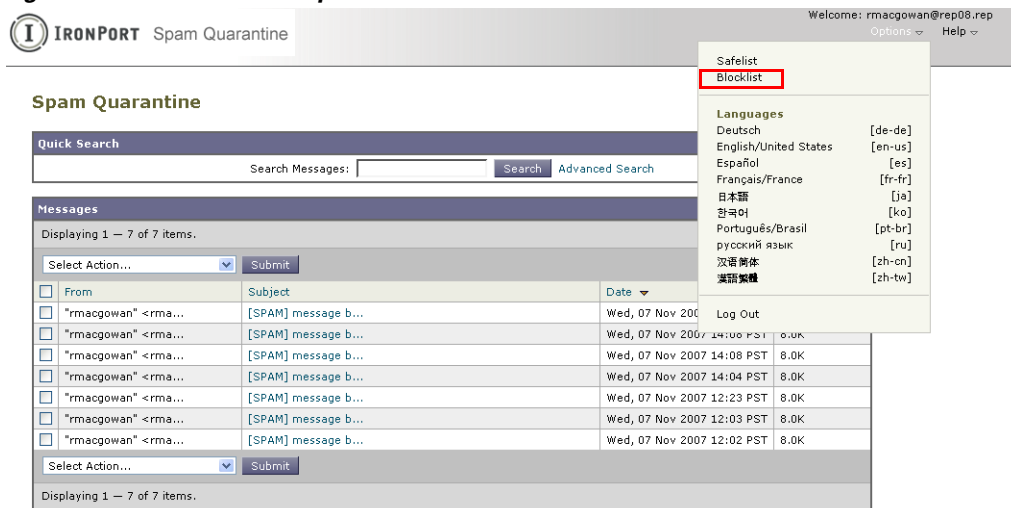 Welcome: rmacgowan@rep08.rep
IRONPORT Spam Quarantine
Options Help
Safelist
Blocklist
Languages
Deutsch [de-de]
English/United States [en-us]
Español [es]
Français/France [fr-fr]
日本語 [ja]
한국어 [ko]
Português/Brasil [pt-br]
русский язык [ru]
汉语简体 [zh-cn]
漢語繁體 [zh-tw]
Log Out
Spam Quarantine
Quick Search
Search Messages: Search Advanced Search
Messages
Displaying 1 — 7 of 7 items.
Select Action... Submit
From Subject Date
"rmacgowan" <rma... [SPAM] message b... Wed, 07 Nov 200
"rmacgowan" <rma... [SPAM] message b... Wed, 07 Nov 2007 14:08 PST 8.0K
"rmacgowan" <rma... [SPAM] message b... Wed, 07 Nov 2007 14:08 PST 8.0K
"rmacgowan" <rma... [SPAM] message b... Wed, 07 Nov 2007 14:04 PST 8.0K
"rmacgowan" <rma... [SPAM] message b... Wed, 07 Nov 2007 12:23 PST 8.0K
"rmacgowan" <rma... [SPAM] message b... Wed, 07 Nov 2007 12:03 PST 8.0K
"rmacgowan" <rma... [SPAM] message b... Wed, 07 Nov 2007 12:02 PST 8.0K
Select Action... Submit
Displaying 1 — 7 of 7 items.